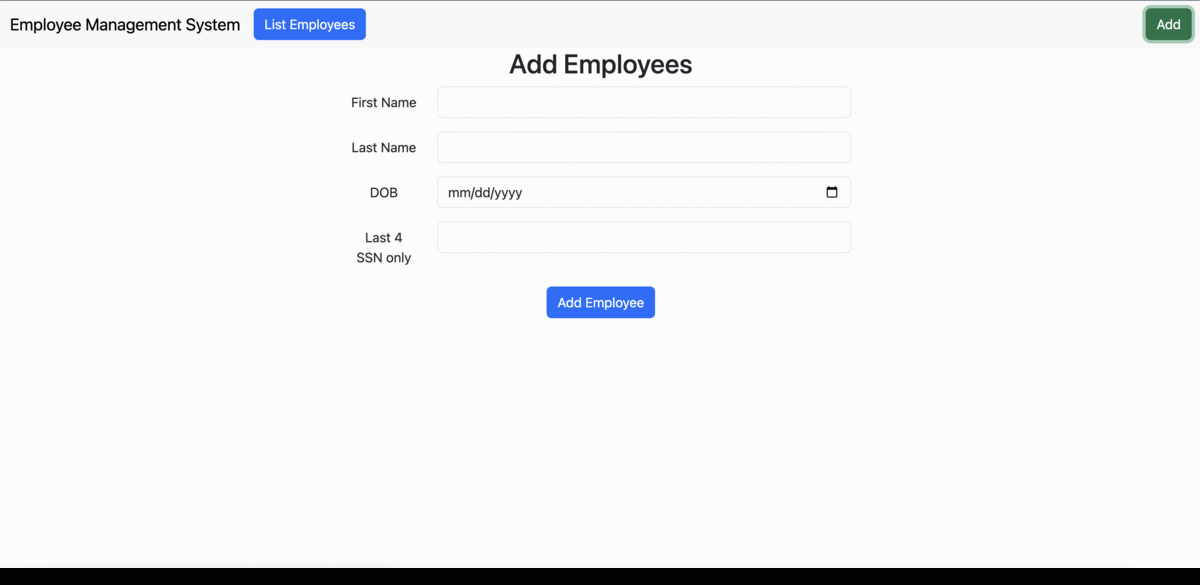 Employee Management System List Employees Add
Add Employees
First Name
Last Name
DOB mm/dd/yyyy
Last 4
SSN only
Add Employee